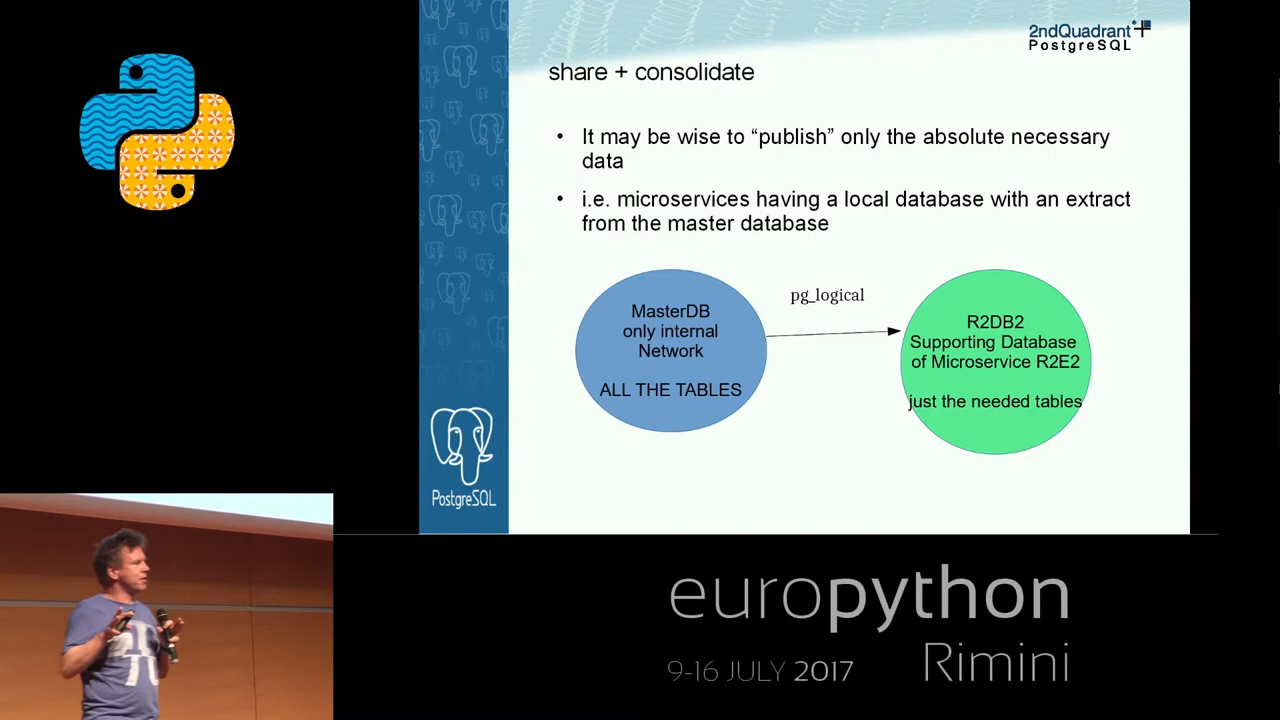 2ndQuadrant
PostgreSQL
share + consolidate
• It may be wise to “publish” only the absolute necessary
data
• i.e. microservices having a local database with an extract
from the master database
MasterDB
only internal
Network
ALL THE TABLES
pg_logical
R2DB2
Supporting Database
of Microservice R2E2
just the needed tables
PostgreSQL
europython
9-16 JULY 2017
Rimini